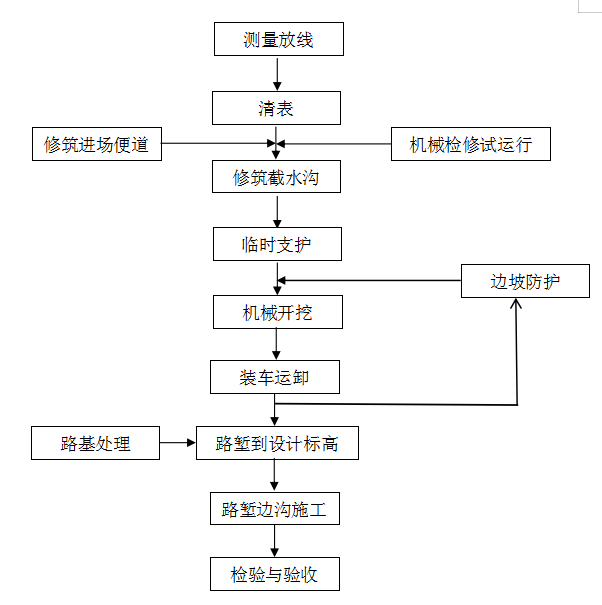 测量放线
清表
修筑进场便道
机械检修试运行
修筑截水沟
临时支护
边坡防护
机械开挖
装车运卸
路基处理
路堑到设计标高
路堑边沟施工
检验与验收